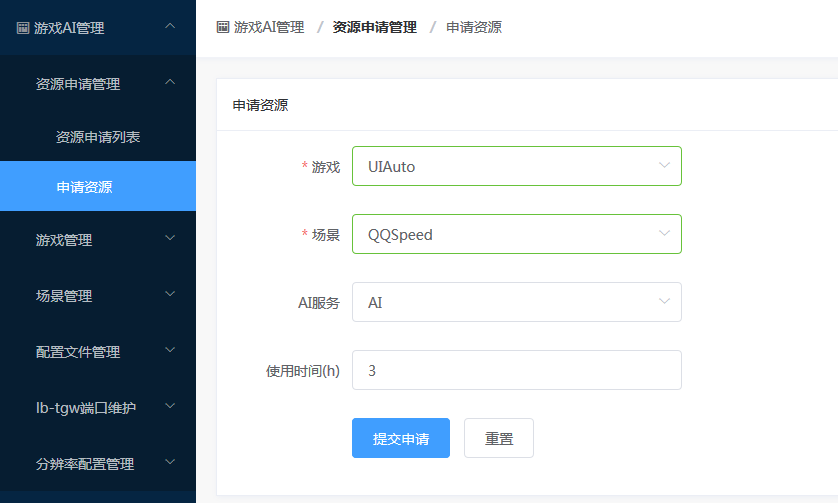 游戏AI管理
资源申请管理
资源申请列表
申请资源
游戏管理
场景管理
配置文件管理
lb-tgw端口维护
分辨率配置管理
游戏AI管理 / 资源申请管理 / 申请资源
申请资源
* 游戏 UIAuto
* 场景 QQSpeed
AI服务 AI
使用时间(h) 3
提交申请 重置